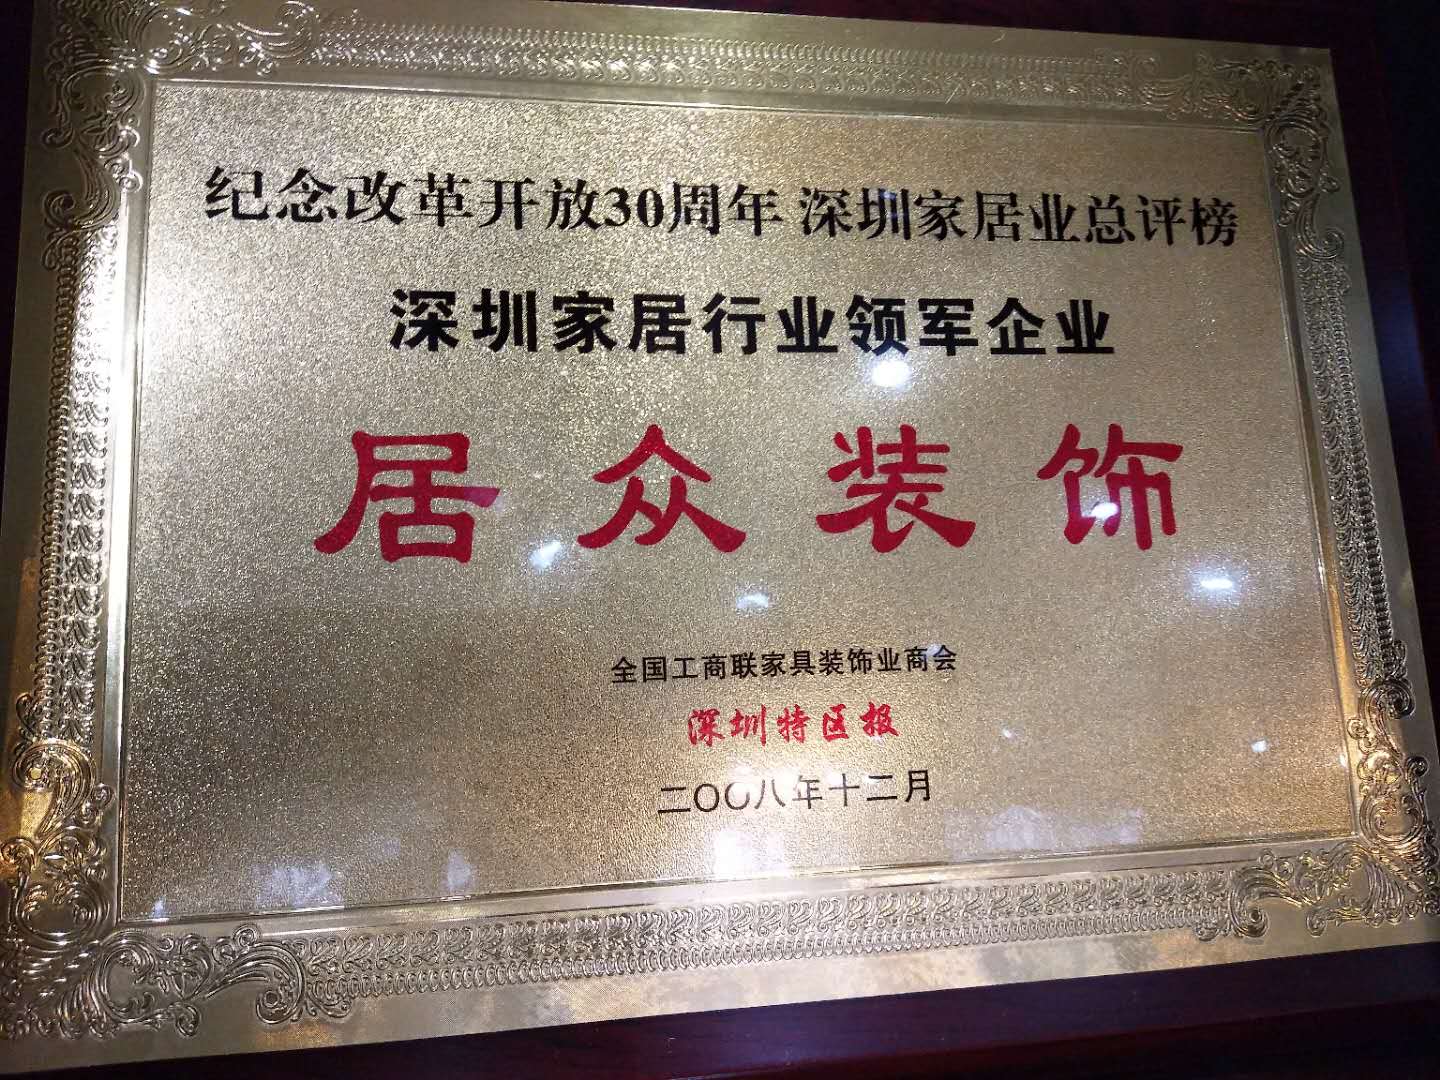 纪念改革开放30周年 深圳家居业总评榜
深圳家居行业领军企业
居众装饰
全国工商联家具装饰业商会
深圳特区报
二〇〇八年十二月